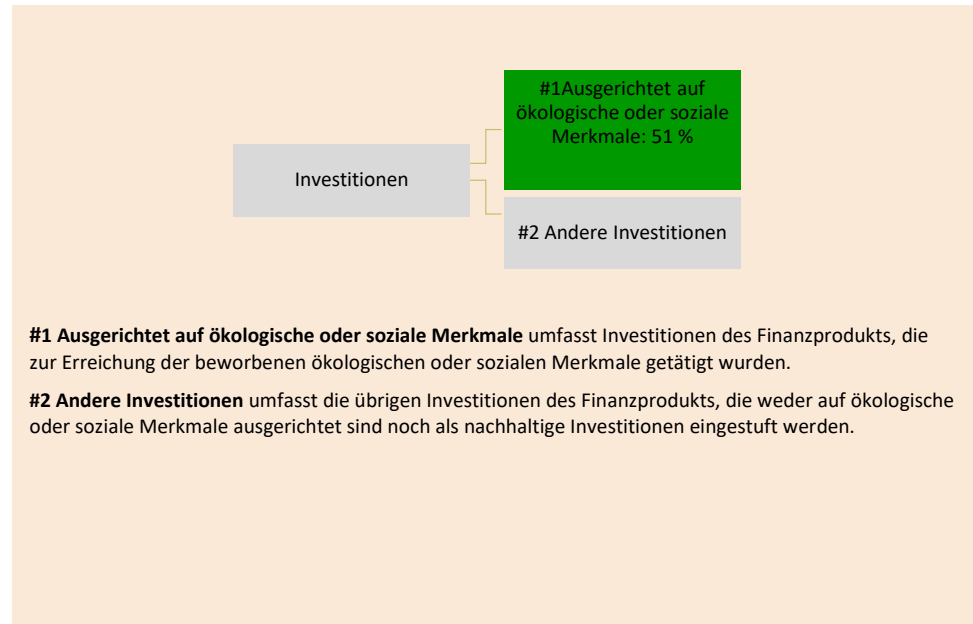 #1Ausgerichtet auf
ökologische oder soziale
Merkmale: 51 %
Investitionen
#2 Andere Investitionen
#1 Ausgerichtet auf ökologische oder soziale Merkmale umfasst Investitionen des Finanzprodukts, die
zur Erreichung der beworbenen ökologischen oder sozialen Merkmale getätigt wurden.
#2 Andere Investitionen umfasst die übrigen Investitionen des Finanzprodukts, die weder auf ökologische
oder soziale Merkmale ausgerichtet sind noch als nachhaltige Investitionen eingestuft werden.